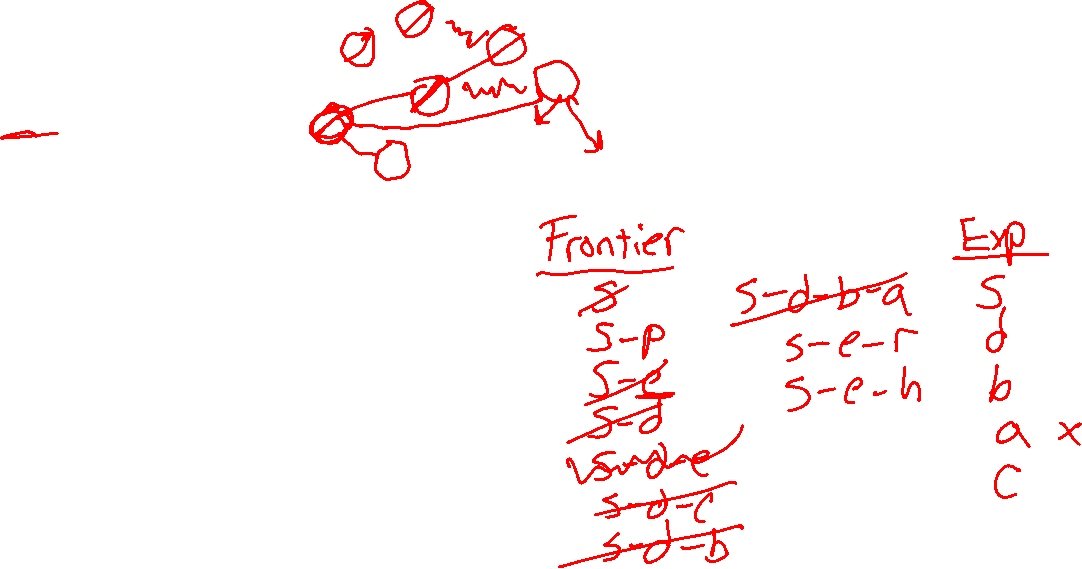 Frontier
s
s-p
s-e
s-d
s-d-e
s-d-c
s-d-b
s-d-b-a
s-e-r
s-e-h
Exp
s
d
b
a x
c